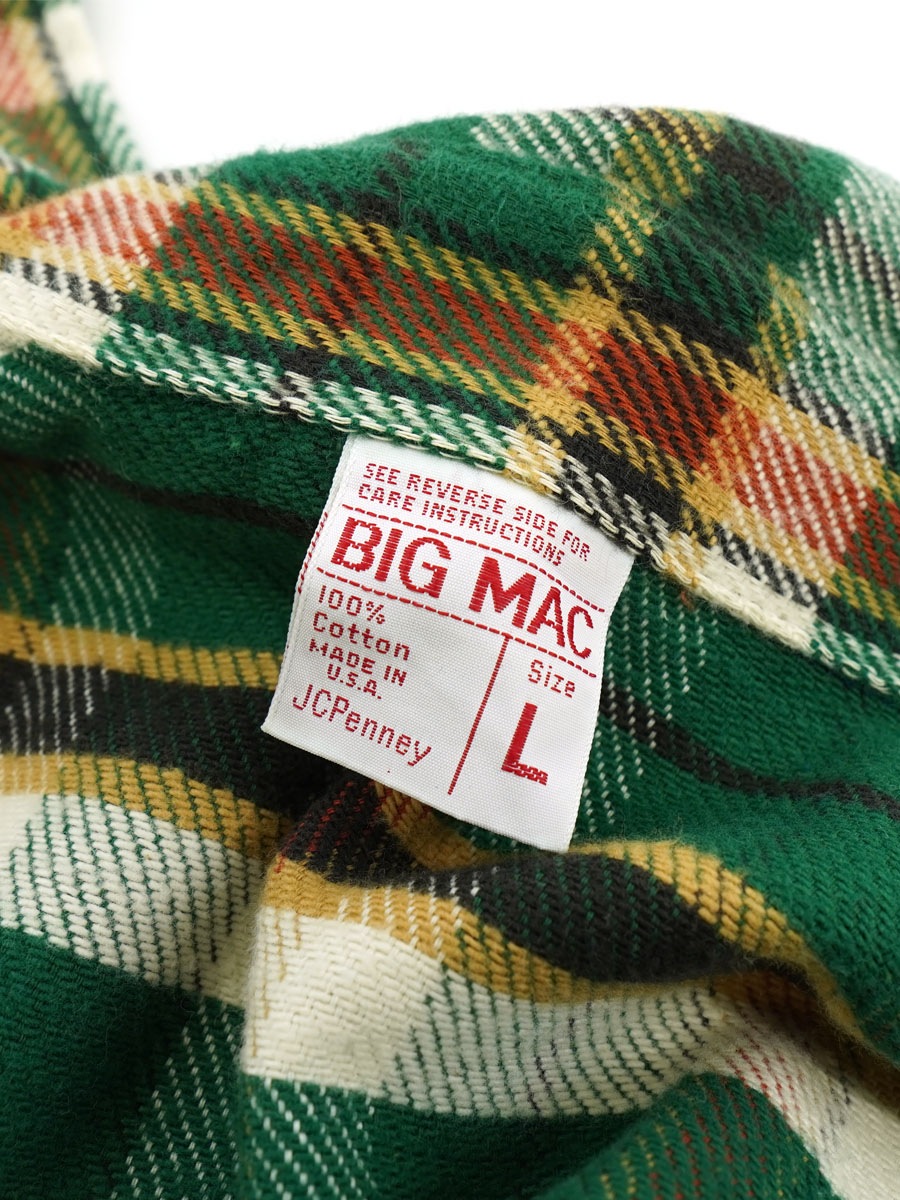 SEE REVERSE SIDE FOR
CARE INSTRUCTIONS
BIG MAC
100%
Cotton
MADE IN
U.S.A.
JCPenney
Size
L